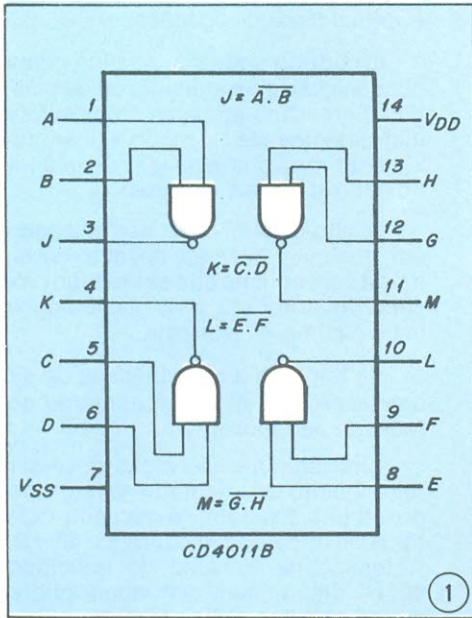 J = A.B
A 1
14 VDD
B 2
13 H
J 3
12 G
K = C.D
K 4
11 M
L = E.F
C 5
10 L
D 6
9 F
VSS 7
8 E
M = G.H
CD4011B
1